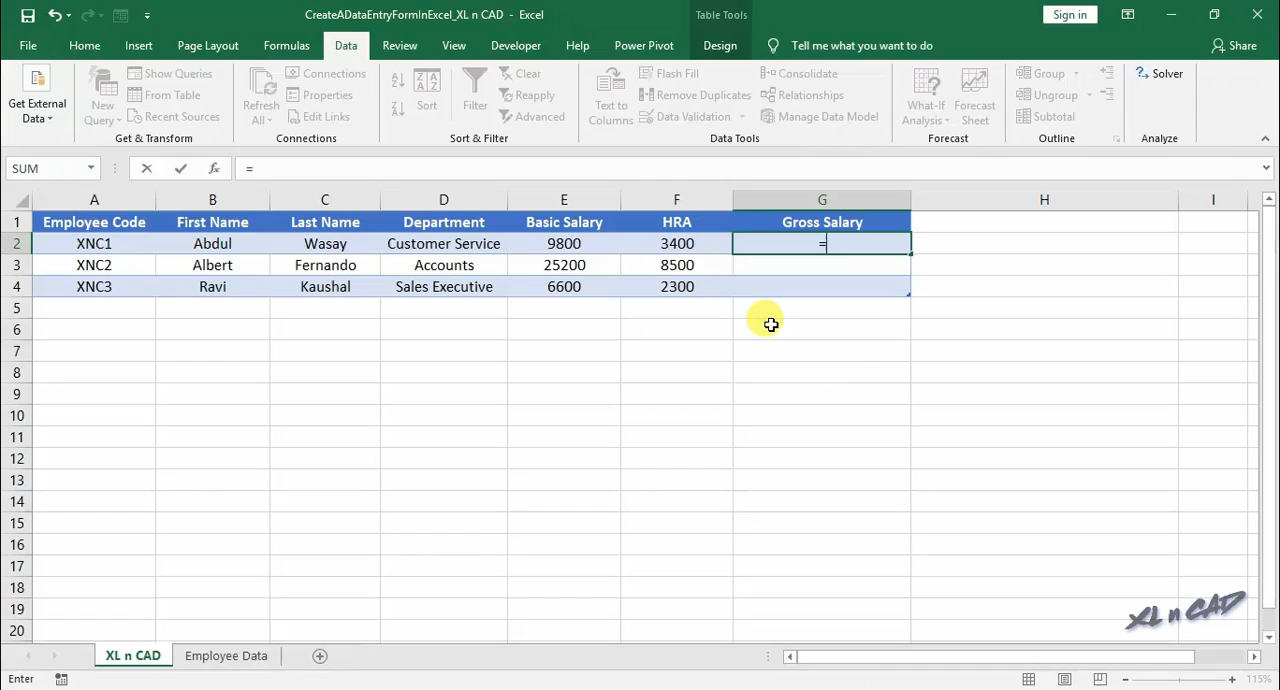 CreateADataEntryFormInExcel_XL n CAD - Excel
Table Tools
Sign in
File Home Insert Page Layout Formulas Data Review View Developer Help Power Pivot Design Tell me what you want to do Share
Get External Data
New Query
Show Queries
From Table
Recent Sources
Get & Transform
Refresh All
Connections
Properties
Edit Links
Connections
Sort
Filter
Clear
Reapply
Advanced
Sort & Filter
Text to Columns
Flash Fill
Remove Duplicates
Data Validation
Consolidate
Relationships
Manage Data Model
Data Tools
What-If Analysis
Forecast Sheet
Forecast
Group
Ungroup
Subtotal
Outline
Solver
Analyze
SUM fx =
A B C D E F G H I
1 Employee Code First Name Last Name Department Basic Salary HRA Gross Salary
2 XNC1 Abdul Wasay Customer Service 9800 3400 =
3 XNC2 Albert Fernando Accounts 25200 8500
4 XNC3 Ravi Kaushal Sales Executive 6600 2300
5
6
7
8
9
10
11
12
13
14
15
16
17
18
19
20
XL n CAD
XL n CAD Employee Data
Enter 115%